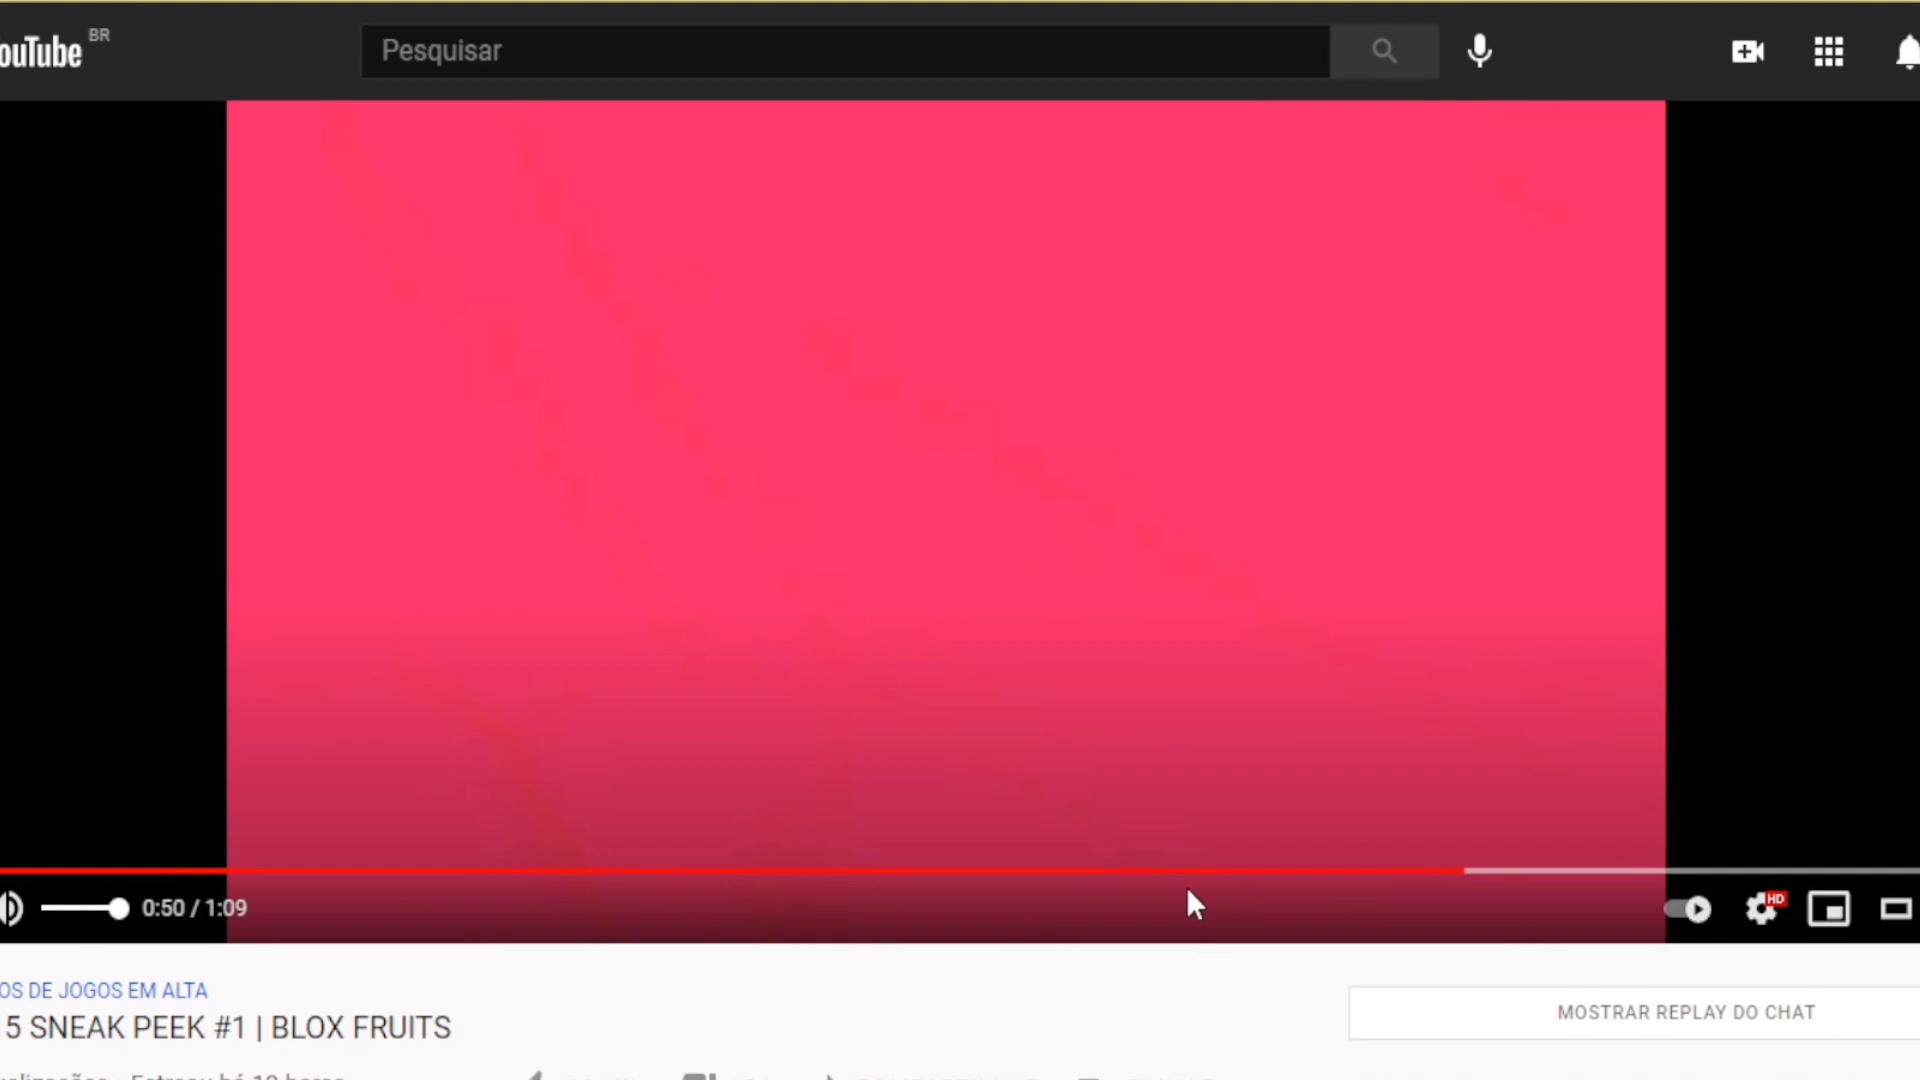 ouTube BR
Pesquisar
0:50 / 1:09
HD
OS DE JOGOS EM ALTA
5 SNEAK PEEK #1 | BLOX FRUITS
MOSTRAR REPLAY DO CHAT